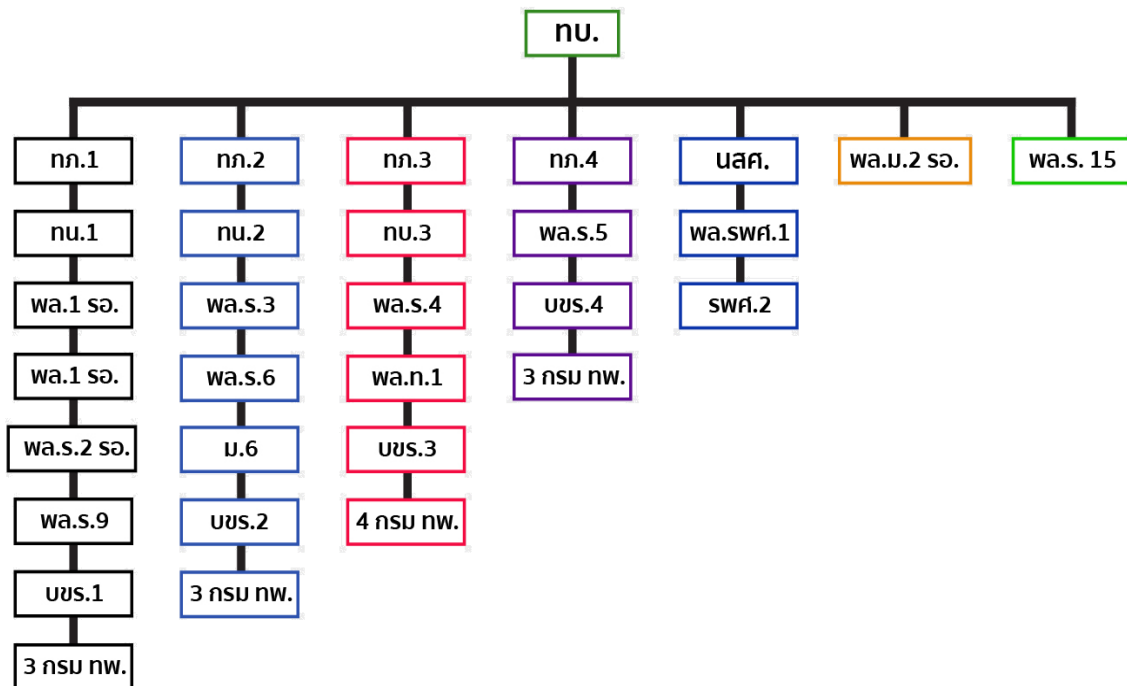 ทบ.
ทภ.1
ทภ.2
ทภ.3
ทภ.4
นสศ.
พล.ม.2 รอ.
พล.ร. 15
ทน.1
ทน.2
ทบ.3
พล.ร.5
พล.รพศ.1
พล.1 รอ.
พล.ร.3
พล.ร.4
บชร.4
รพศ.2
พล.1 รอ.
พล.ร.6
พล.ท.1
3 กรม ทพ.
พล.ร.2 รอ.
ม.6
บชร.3
พล.ร.9
บชร.2
4 กรม ทพ.
บชร.1
3 กรม ทพ.
3 กรม ทพ.